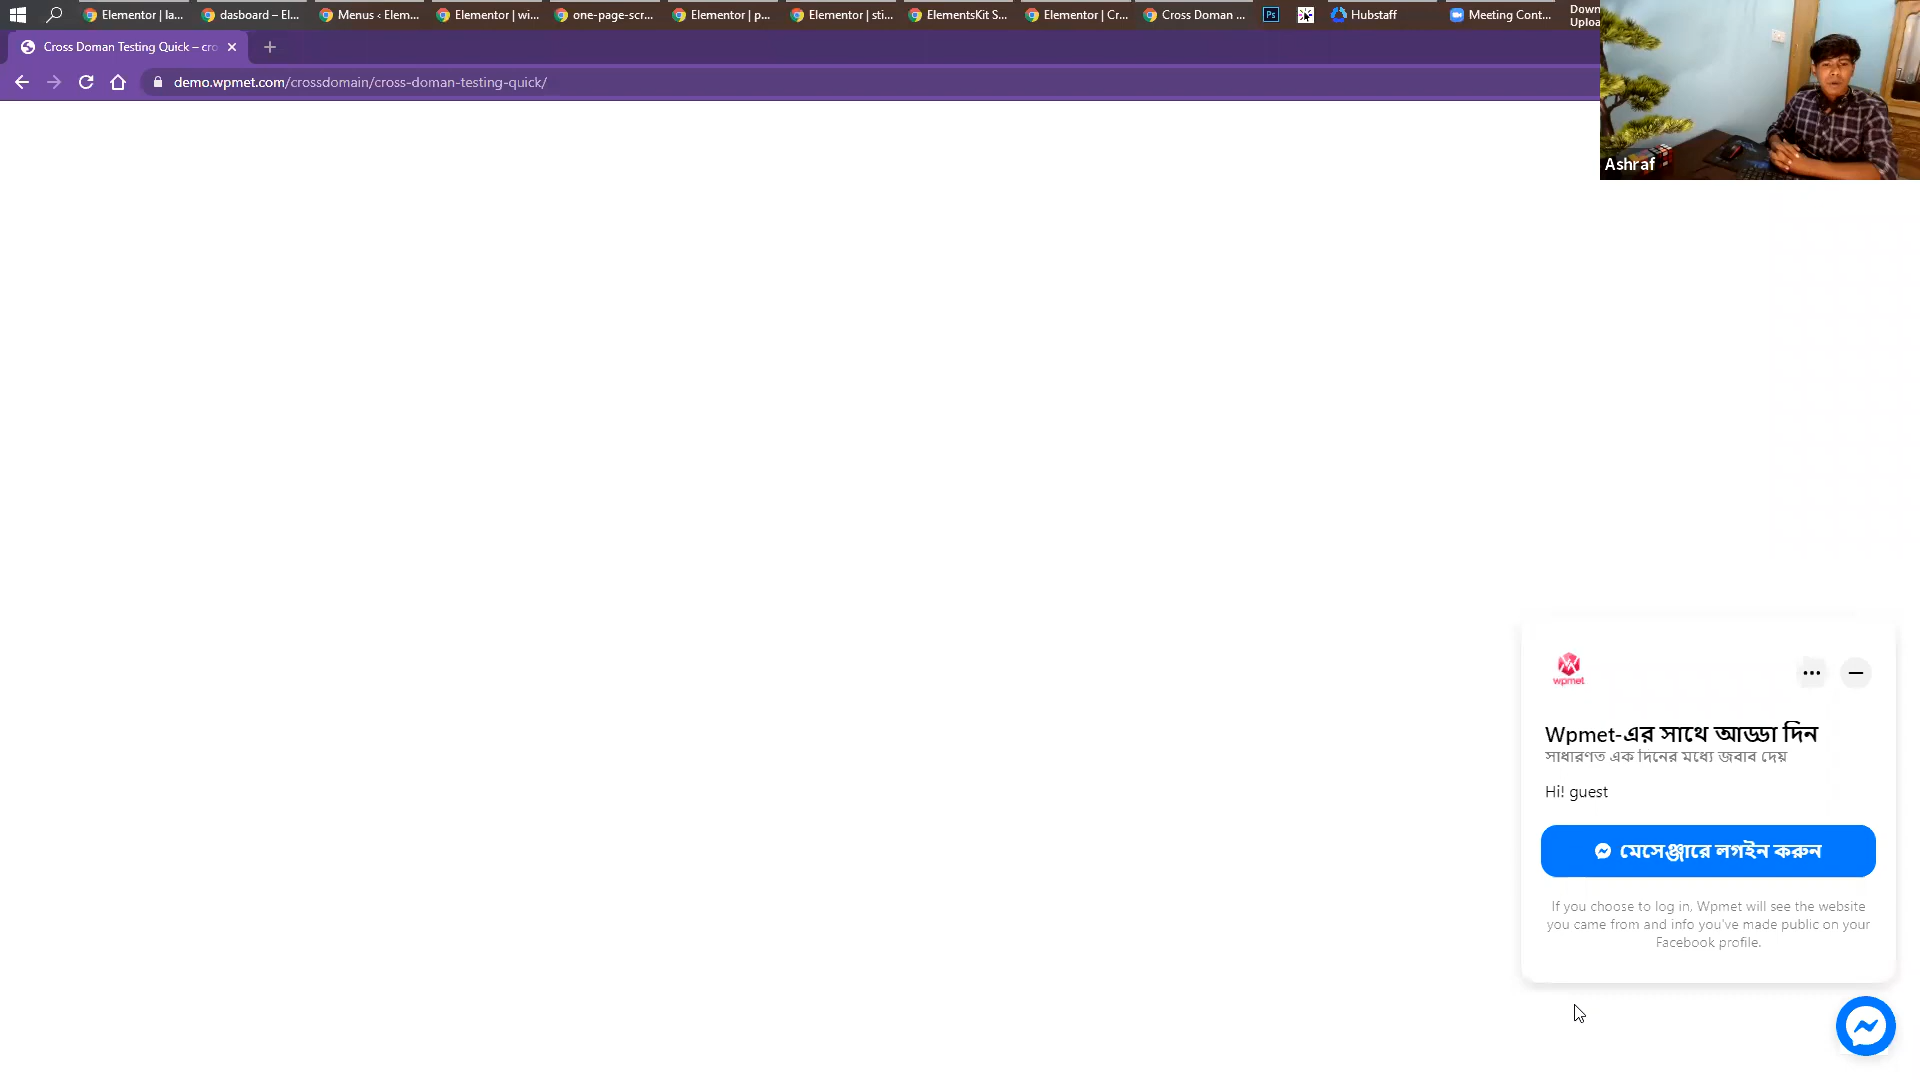 Elementor | la...
dasboard – El...
Menus ‹ Elem...
Elementor | wi...
one-page-scr...
Elementor | p...
Elementor | sti...
ElementsKit S...
Elementor | Cr...
Cross Doman ...
Ps
Hubstaff
Meeting Cont...
Down
Uploa
Cross Doman Testing Quick – cro
demo.wpmet.com/crossdomain/cross-doman-testing-quick/
Ashraf
wpmet
Wpmet-এর সাথে আড্ডা দিন
সাধারণত এক দিনের মধ্যে জবাব দেয়
Hi! guest
মেসেঞ্জারে লগইন করুন
If you choose to log in, Wpmet will see the website
you came from and info you've made public on your
Facebook profile.